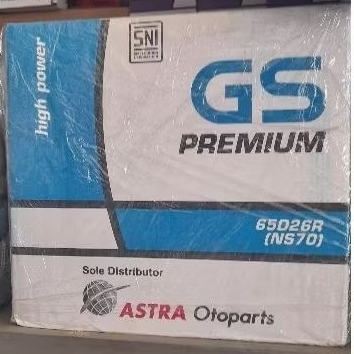 high power
SNI
GS
PREMIUM
65D26R
(NS70)
Sole Distributor
ASTRA Otoparts